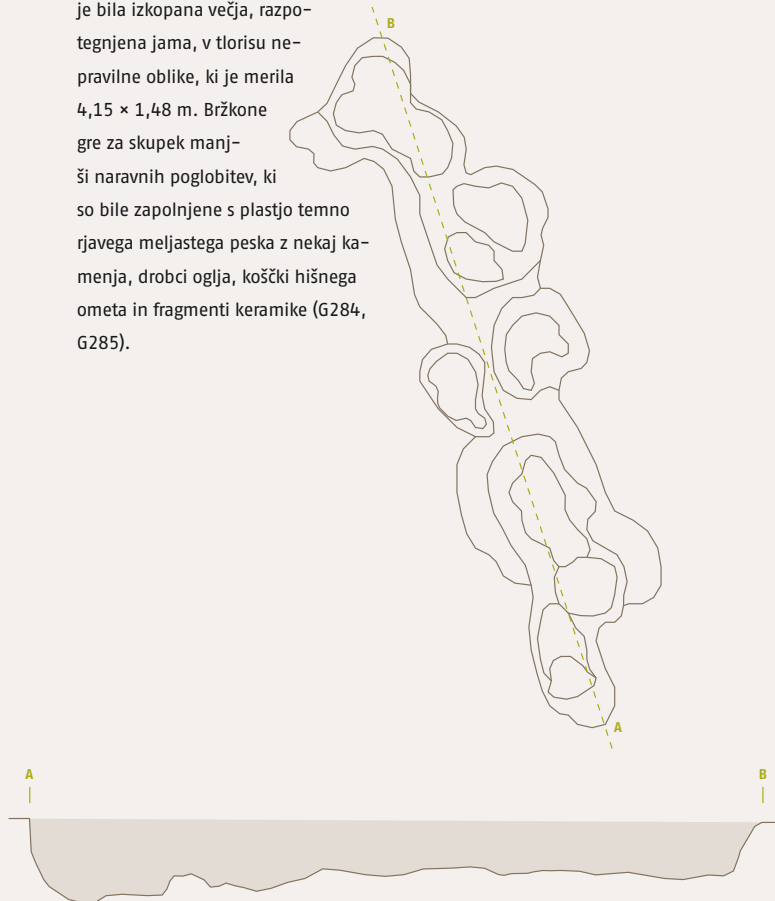 je bila izkopana večja, razpo-
tegnjena jama, v tlorisu ne-
pravilne oblike, ki je merila
4,15 × 1,48 m. Bržkone
gre za skupek manj-
ši naravnih poglobitev, ki
so bile zapolnjene s plastjo temno
rjavega meljastega peska z nekaj ka-
menja, drobci oglja, koščki hišnega
ometa in fragmenti keramike (G284,
G285).
B
A
A
B